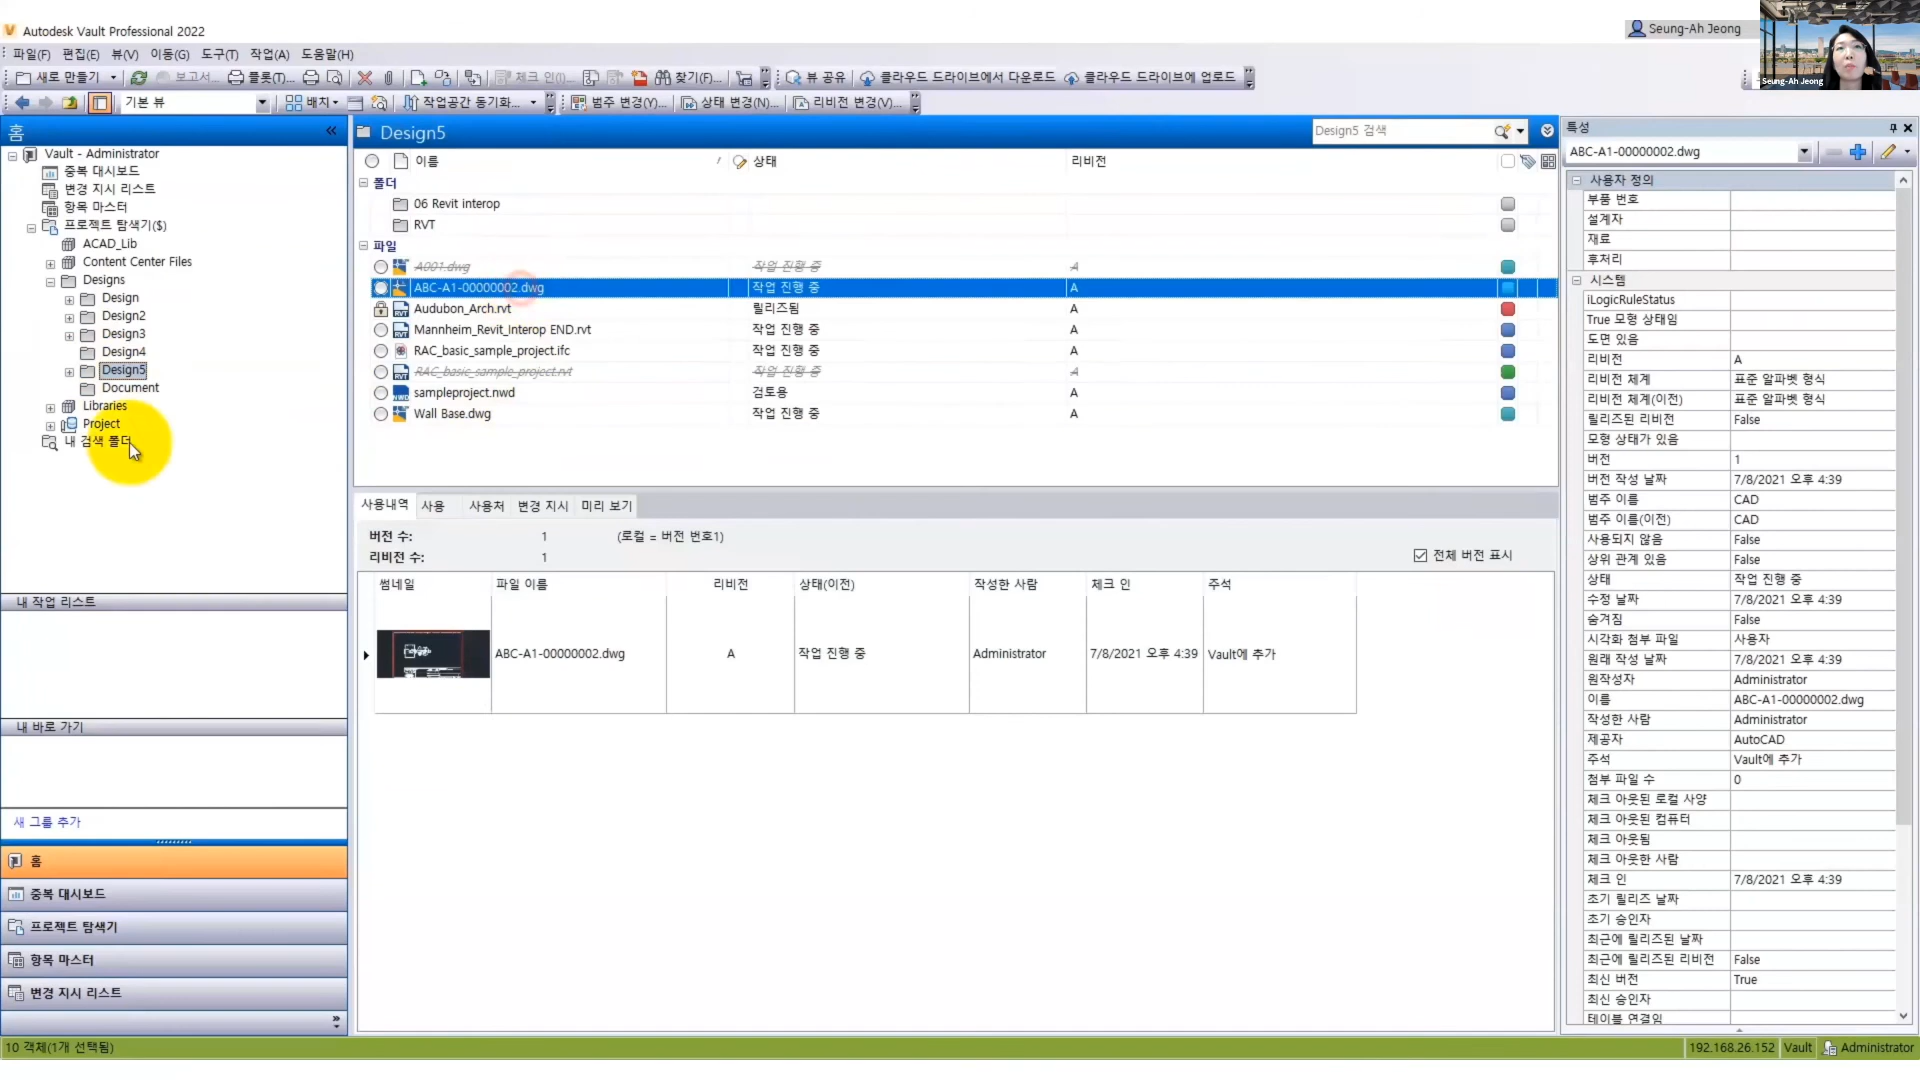 Autodesk Vault Professional 2022
Seung-Ah Jeong
Seung-Ah Jeong
파일(F) 편집(E) 뷰(V) 이동(G) 도구(T) 작업(A) 도움말(H)
새로 만들기 보고서... 플롯(T)... 체크 인(I)... 찾기(F)... 뷰 공유 클라우드 드라이브에서 다운로드 클라우드 드라이브에 업로드
기본 뷰 배치 작업공간 동기화... 범주 변경(Y)... 상태 변경(N)... 리비전 변경(V)...
홈
Vault - Administrator
중복 대시보드
변경 지시 리스트
항목 마스터
프로젝트 탐색기($)
ACAD_Lib
Content Center Files
Designs
Design
Design2
Design3
Design4
Design5
Document
Libraries
Project
내 검색 폴더
내 작업 리스트
내 바로 가기
새 그룹 추가
홈
중복 대시보드
프로젝트 탐색기
항목 마스터
변경 지시 리스트
Design5
Design5 검색
이름 상태 리비전
폴더
06 Revit interop
RVT
파일
A001.dwg 작업 진행 중 A
ABC-A1-00000002.dwg 작업 진행 중 A
Audubon_Arch.rvt 릴리즈됨 A
Mannheim_Revit_Interop END.rvt 작업 진행 중 A
RAC_basic_sample_project.ifc 작업 진행 중 A
RAC_basic_sample_project.rvt 작업 진행 중 A
sampleproject.nwd 검토용 A
Wall Base.dwg 작업 진행 중 A
사용내역 사용 사용처 변경 지시 미리 보기
버전 수: 1 (로컬 = 버전 번호1)
리비전 수: 1
전체 버전 표시
썸네일 파일 이름 리비전 상태(이전) 작성한 사람 체크 인 주석
ABC-A1-00000002.dwg A 작업 진행 중 Administrator 7/8/2021 오후 4:39 Vault에 추가
특성
ABC-A1-00000002.dwg
사용자 정의
부품 번호
설계자
재료
후처리
시스템
iLogicRuleStatus
True 모형 상태임
도면 있음
리비전 A
리비전 체계 표준 알파벳 형식
리비전 체계(이전) 표준 알파벳 형식
릴리즈된 리비전 False
모형 상태가 있음
버전 1
버전 작성 날짜 7/8/2021 오후 4:39
범주 이름 CAD
범주 이름(이전) CAD
사용되지 않음 False
상위 관계 있음 False
상태 작업 진행 중
수정 날짜 7/8/2021 오후 4:39
숨겨짐 False
시각화 첨부 파일 사용자
원래 작성 날짜 7/8/2021 오후 4:39
원작성자 Administrator
이름 ABC-A1-00000002.dwg
작성한 사람 Administrator
제공자 AutoCAD
주석 Vault에 추가
첨부 파일 수 0
체크 아웃된 로컬 사양
체크 아웃된 컴퓨터
체크 아웃됨
체크 아웃한 사람
체크 인 7/8/2021 오후 4:39
초기 릴리즈 날짜
초기 승인자
최근에 릴리즈된 날짜
최근에 릴리즈된 리비전 False
최신 버전 True
최신 승인자
테이블 연결임
10 객체(1개 선택됨)
192.168.26.152 Vault Administrator